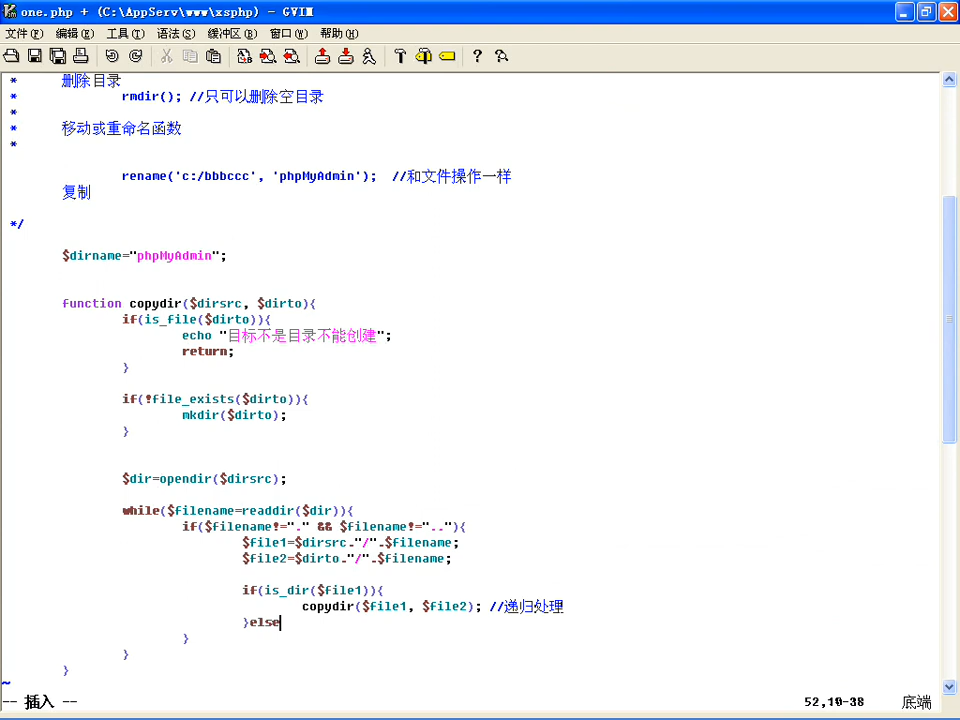 one.php + (C:\AppServ\www\xsphp) - GVIM
文件(F) 编辑(E) 工具(T) 语法(S) 缓冲区(B) 窗口(W) 帮助(H)
* 删除目录
* rmdir(); //只可以删除空目录
*
* 移动或重命名函数
*
rename('c:/bbbccc', 'phpMyAdmin'); //和文件操作一样
复制
*/
$dirname="phpMyAdmin";
function copydir($dirsrc, $dirto){
if(is_file($dirto)){
echo "目标不是目录不能创建";
return;
}
if(!file_exists($dirto)){
mkdir($dirto);
}
$dir=opendir($dirsrc);
while($filename=readdir($dir)){
if($filename!="." && $filename!=".."){
$file1=$dirsrc."/".$filename;
$file2=$dirto."/".$filename;
if(is_dir($file1)){
copydir($file1, $file2); //递归处理
}else
}
}
}
~
-- 插入 -- 52,10-38 底端